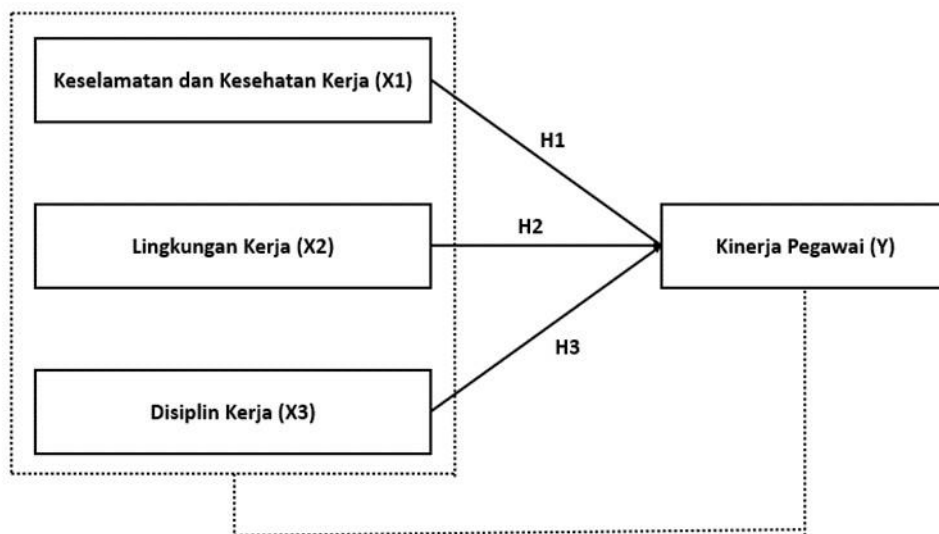 Keselamatan dan Kesehatan Kerja (X1)
H1
Lingkungan Kerja (X2)
H2
Kinerja Pegawai (Y)
H3
Disiplin Kerja (X3)